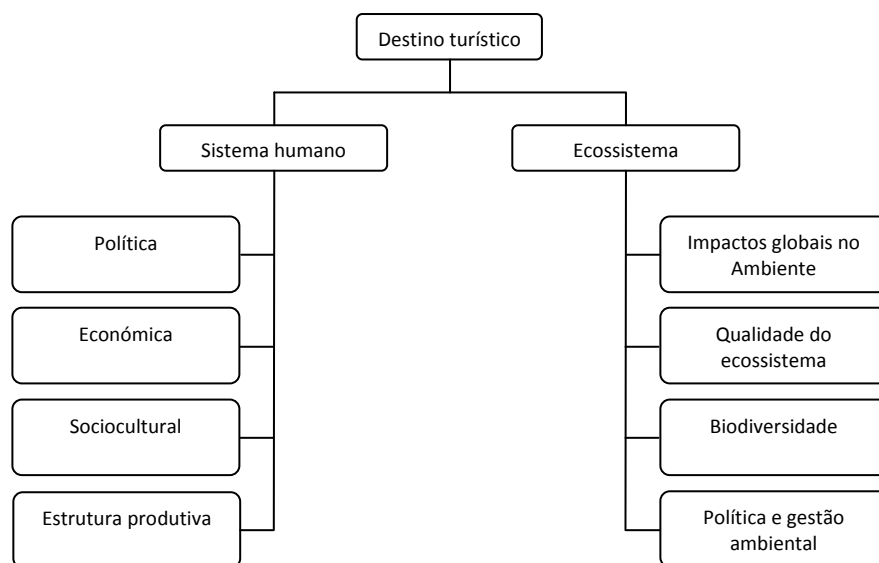 Destino turístico
Sistema humano
Ecossistema
Política
Económica
Sociocultural
Estrutura produtiva
Impactos globais no
Ambiente
Qualidade do
ecossistema
Biodiversidade
Política e gestão
ambiental